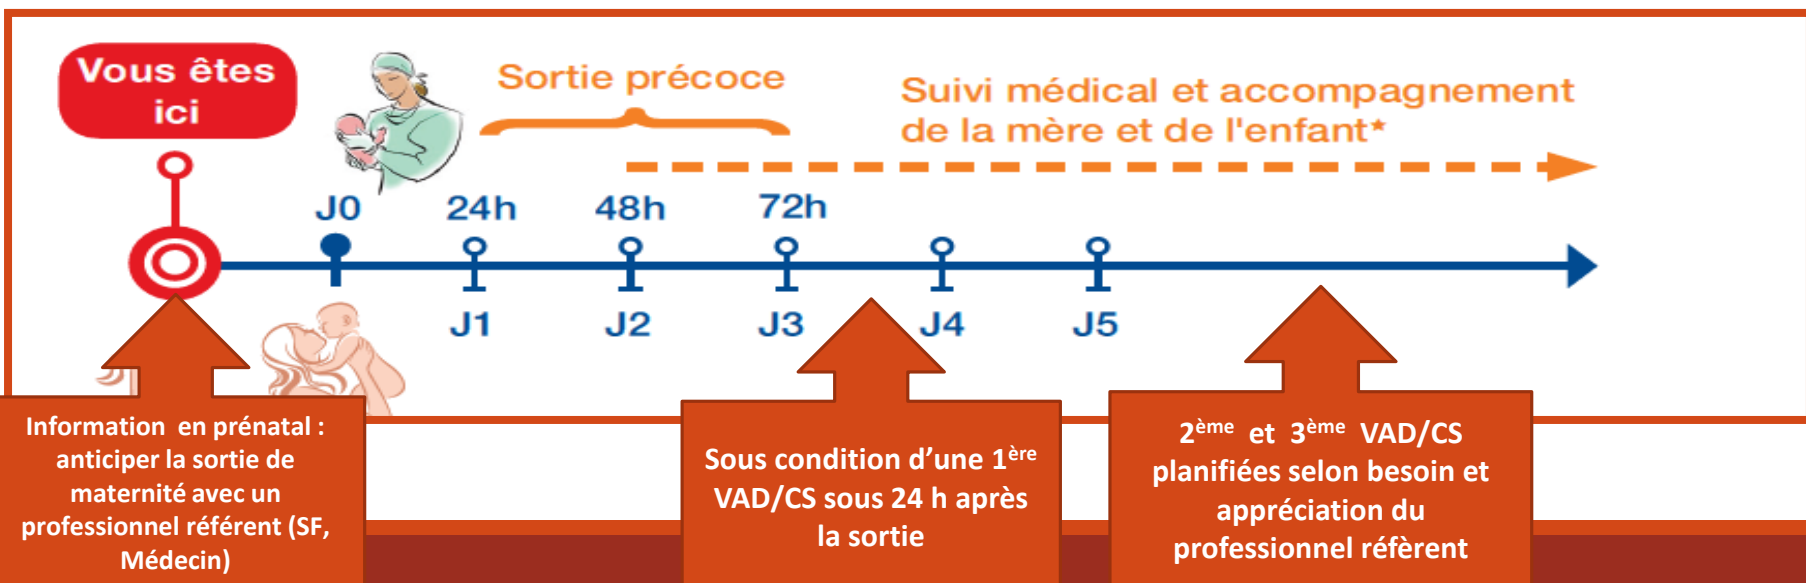 Vous êtes
ici
Sortie précoce
Suivi médical et accompagnement
de la mère et de l'enfant*
J0
24h
48h
72h
J1
J2
J3
J4
J5
Information en prénatal :
anticiper la sortie de
maternité avec un
professionnel référent (SF,
Médecin)
Sous condition d’une 1ère
VAD/CS sous 24 h après
la sortie
2ème et 3ème VAD/CS
planifiées selon besoin et
appréciation du
professionnel réfèrent